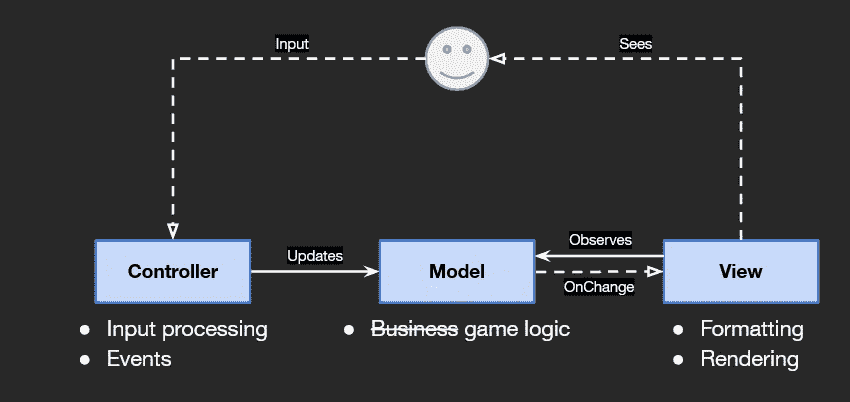 Input
Sees
Controller
Updates
Model
Observes
OnChange
View
● Input processing
● Events
● Business game logic
● Formatting
● Rendering